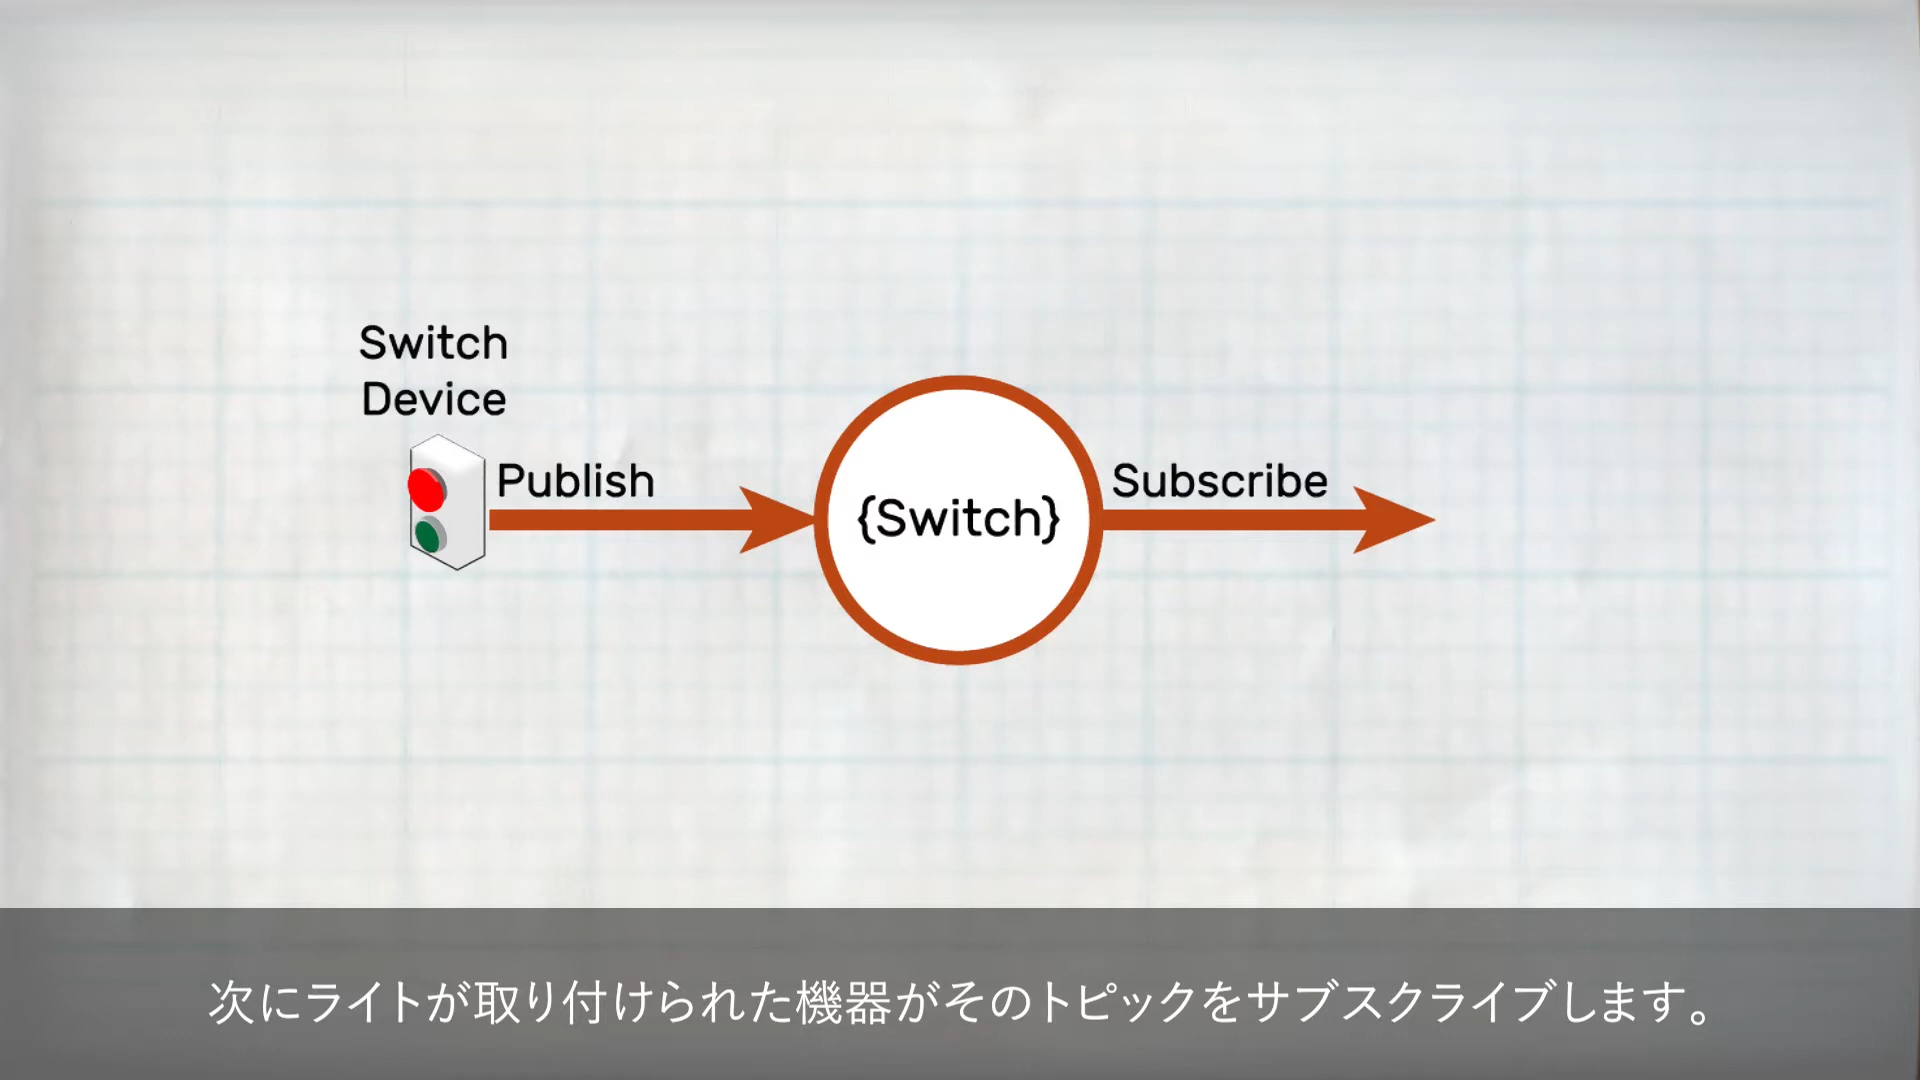 Switch
Device
Publish
{Switch}
Subscribe
次にライトが取り付けられた機器がそのトピックをサブスクライブします。